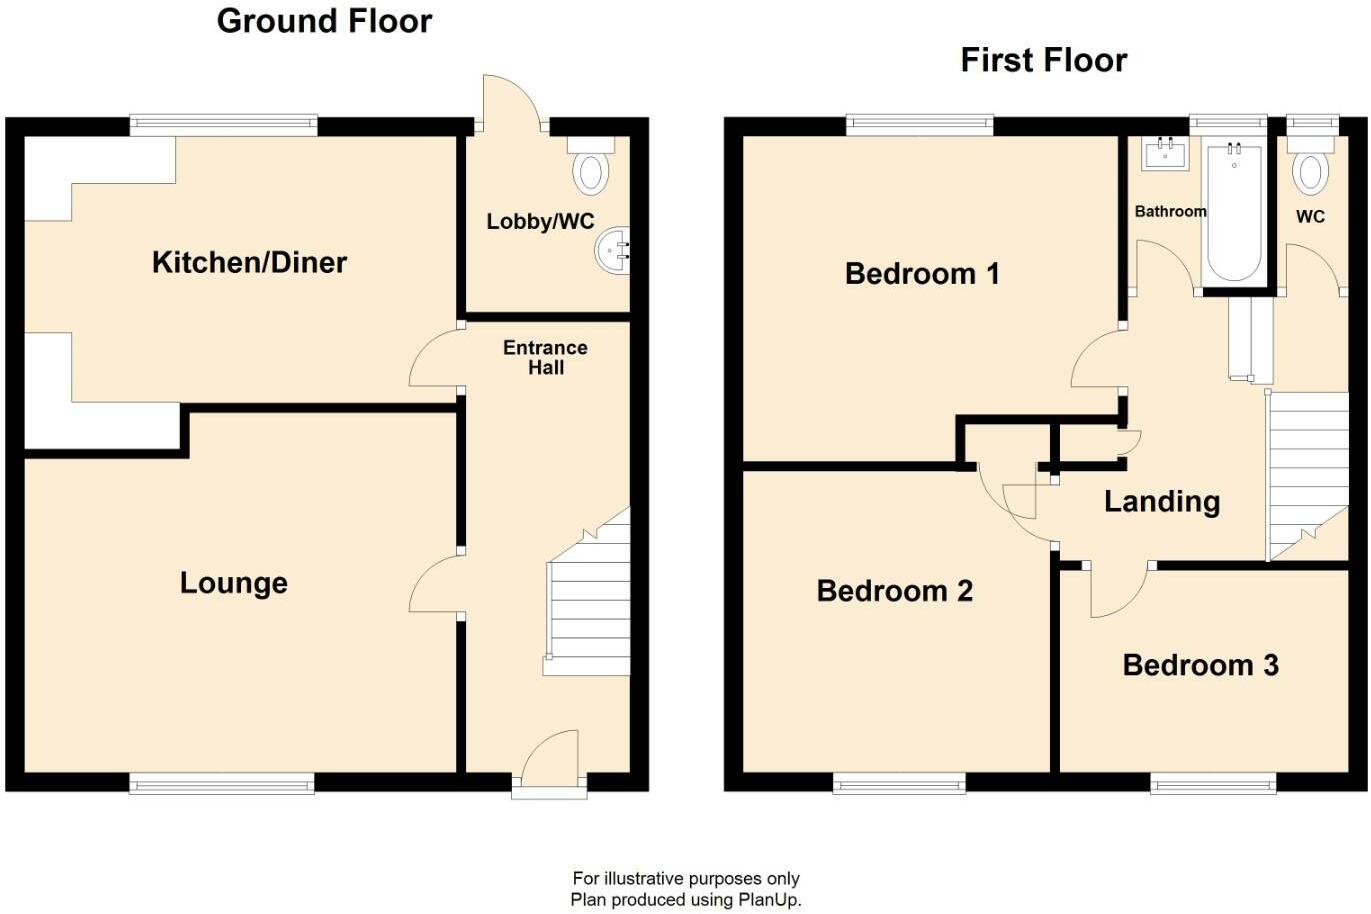 Ground Floor
Kitchen/Diner
Lobby/WC
Entrance
Hall
Lounge
First Floor
Bedroom 1
Bathroom
WC
Landing
Bedroom 2
Bedroom 3
For illustrative purposes only
Plan produced using PlanUp.